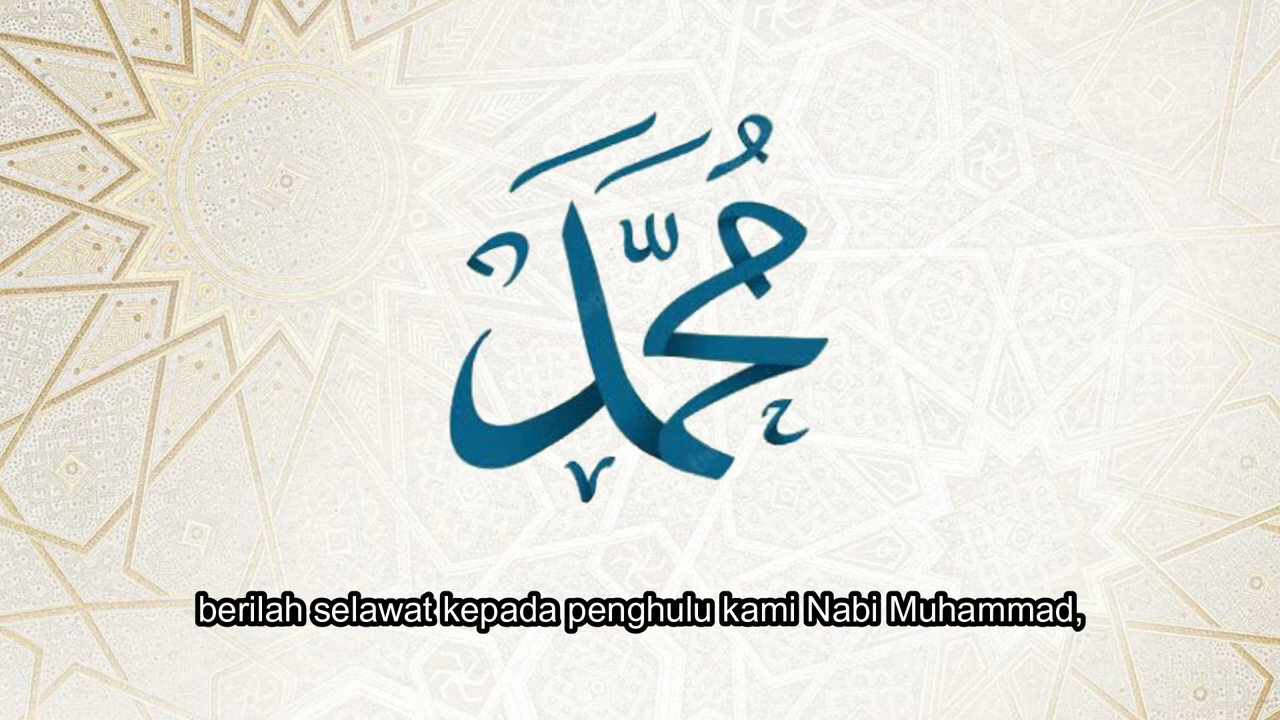 مُحَمَّد
berilah selawat kepada penghulu kami Nabi Muhammad,